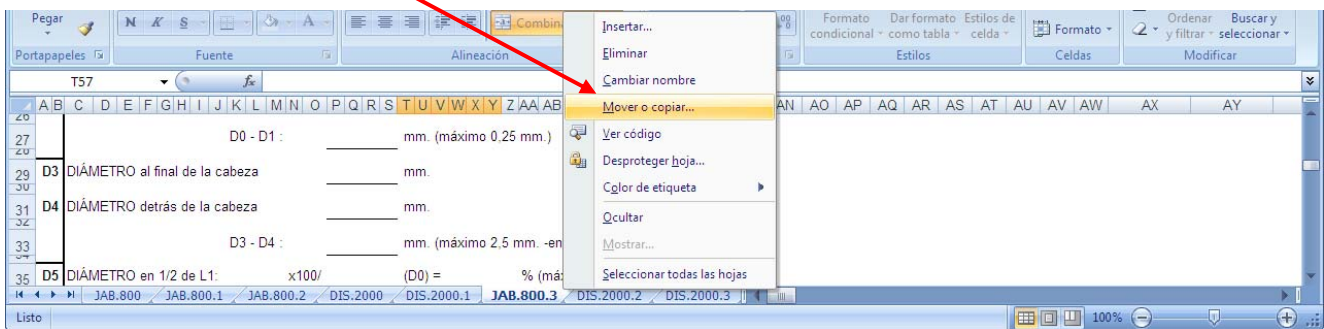 Pegar N K S A Combin Insertar... Formato Dar formato Estilos de Formato Ordenar Buscar y
condicional como tabla celda y filtrar seleccionar
Portapapeles Fuente Alineación Eliminar Estilos Celdas Modificar
T57 fx Cambiar nombre
A B C D E F G H I J K L M N O P Q R S T U V W X Y Z AA AB Mover o copiar... AN AO AP AQ AR AS AT AU AV AW AX AY
26
27 D0 - D1 : mm. (máximo 0,25 mm.) Ver código
28
29 D3 DIÁMETRO al final de la cabeza mm. Desproteger hoja...
30 Color de etiqueta
31 D4 DIÁMETRO detrás de la cabeza mm.
32 Ocultar
33 D3 - D4 : mm. (máximo 2,5 mm. -en Mostrar...
34
35 D5 DIÁMETRO en 1/2 de L1: x100/ (D0) = % (má Seleccionar todas las hojas
JAB.800 JAB.800.1 JAB.800.2 DIS.2000 DIS.2000.1 JAB.800.3 DIS.2000.2 DIS.2000.3
Listo 100%